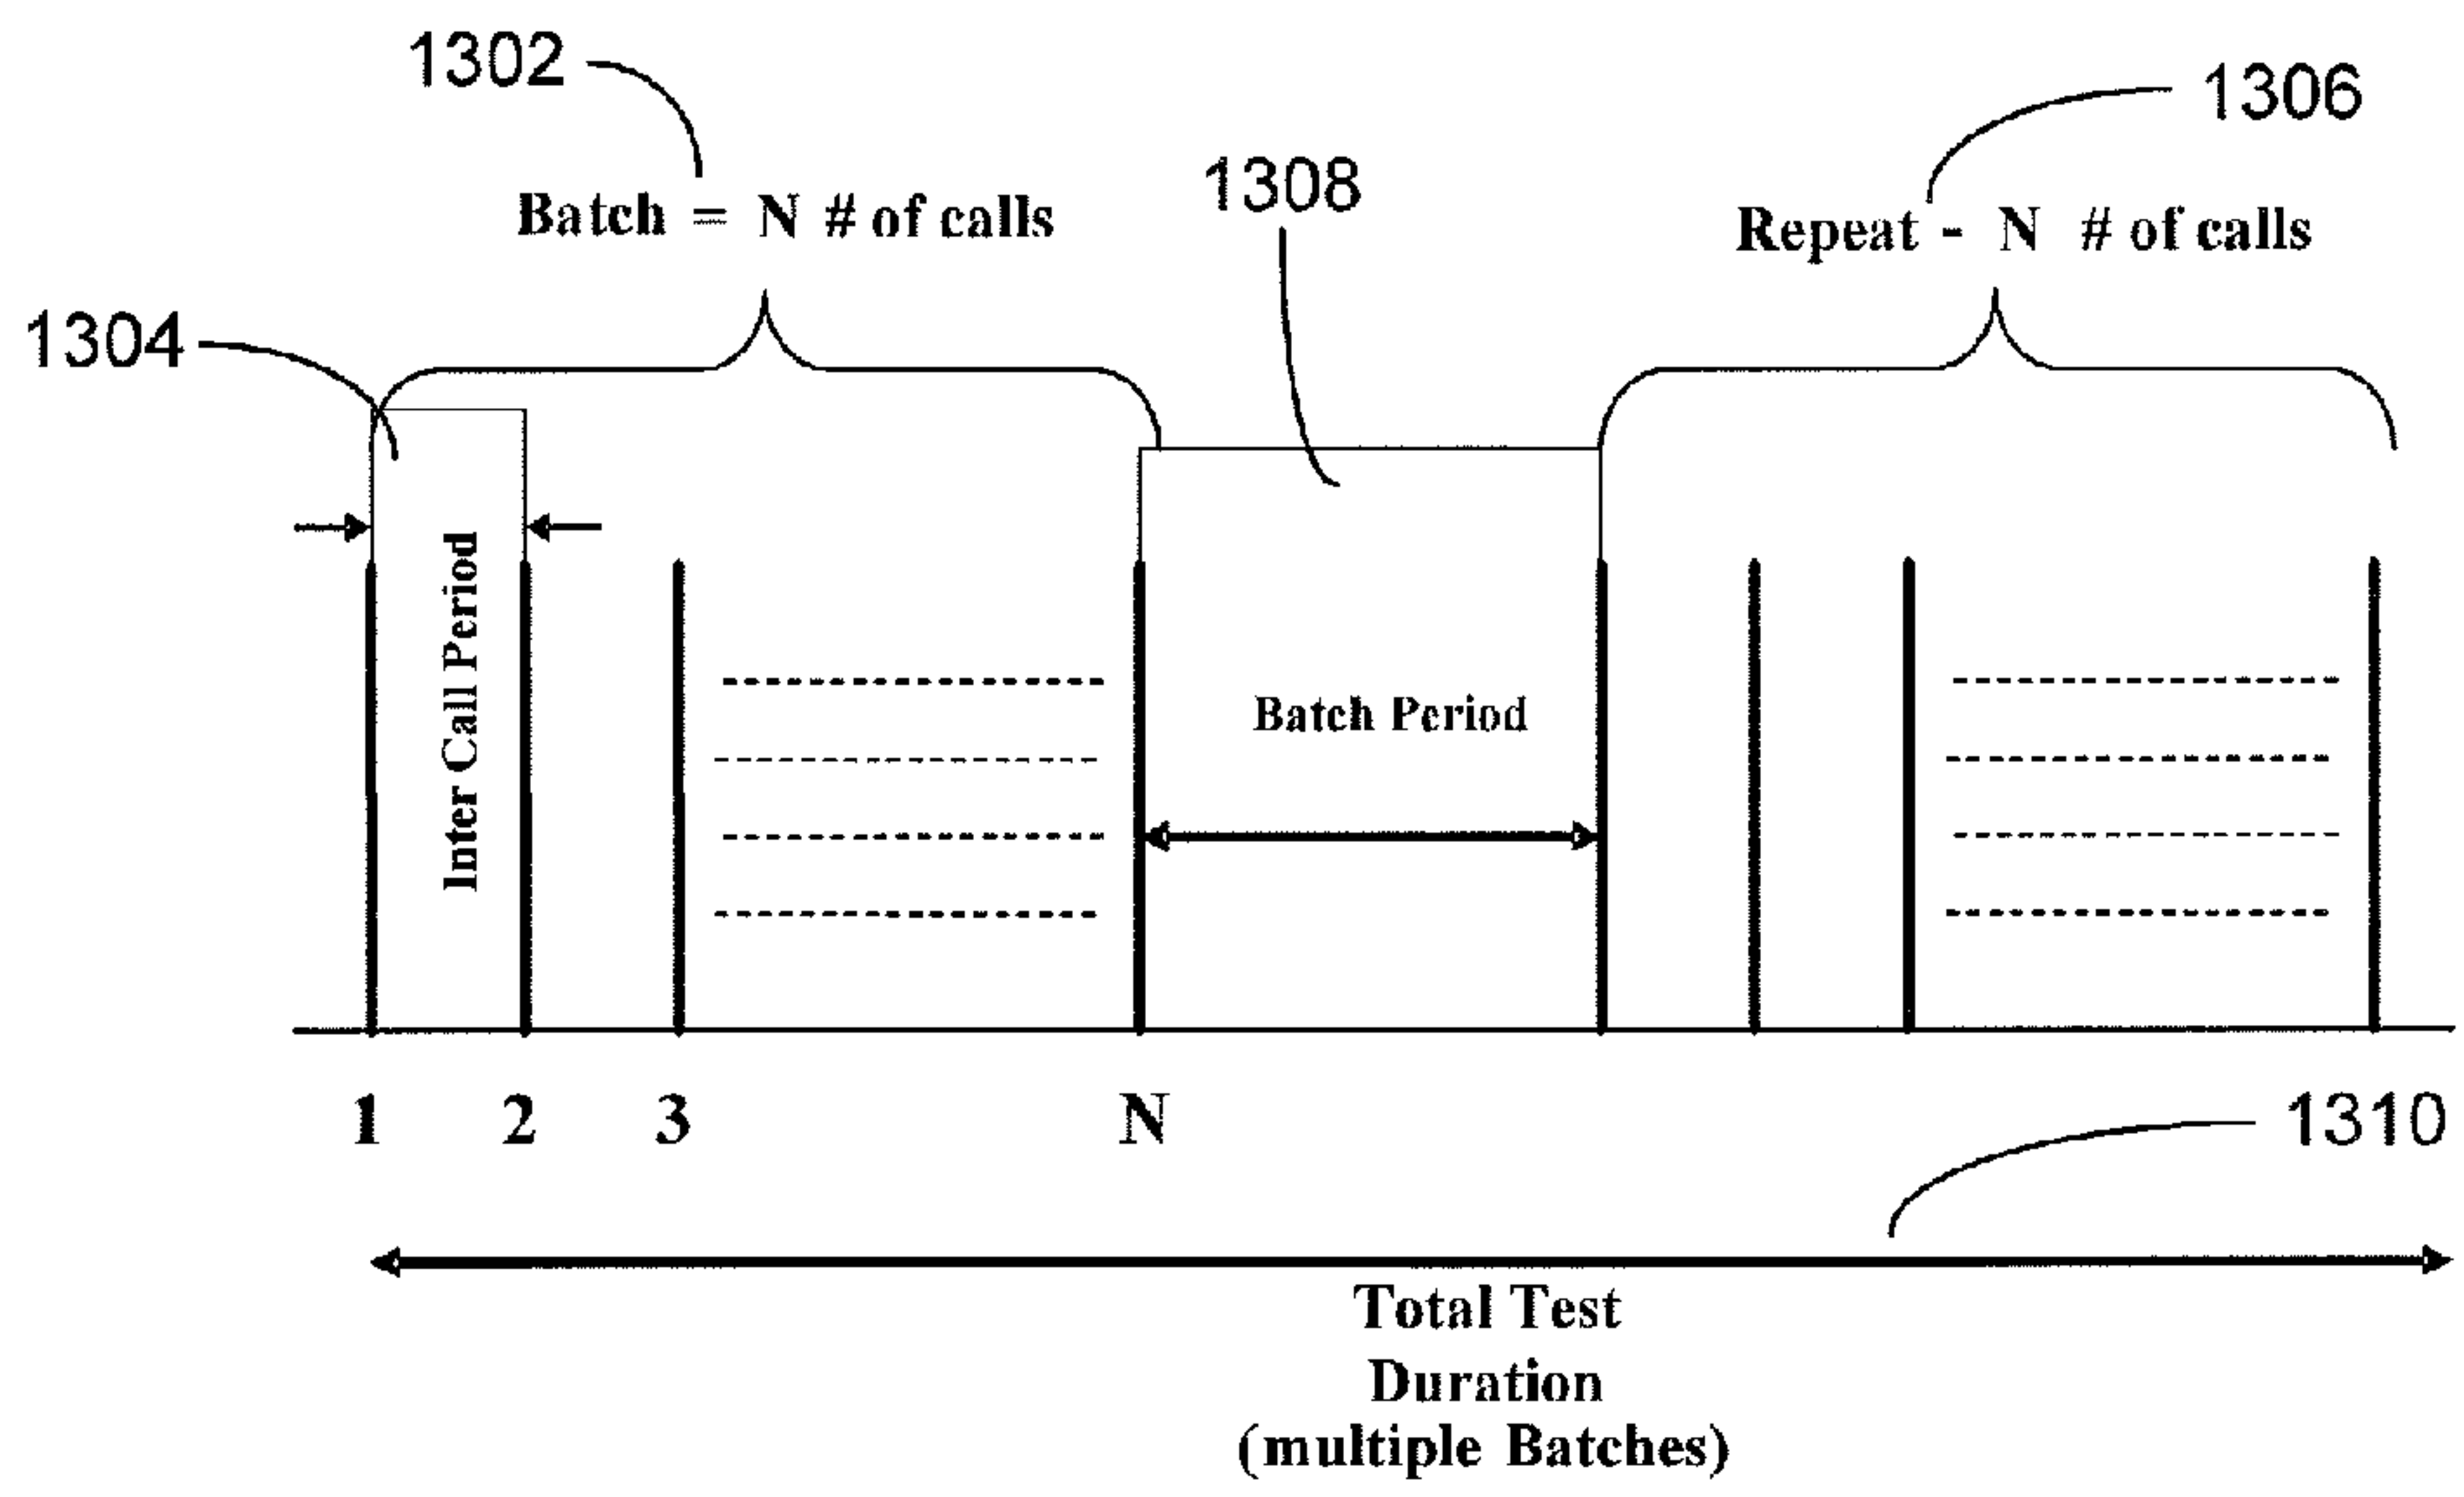 1302
1306
1308
Batch = N # of calls
Repeat - N # of calls
1304
Inter Call Period
Batch Period
1 2 3 N
1310
Total Test
Duration
(multiple Batches)